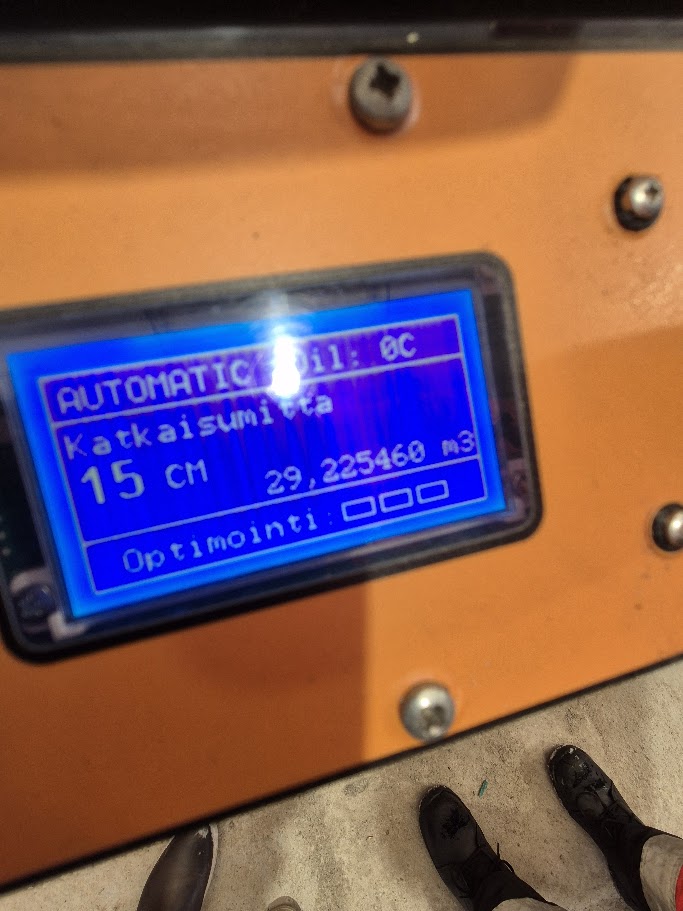 AUTOMATIC Oil: 0C
Katkaisumitta
15 CM 29,225460 m3
Optimointi: